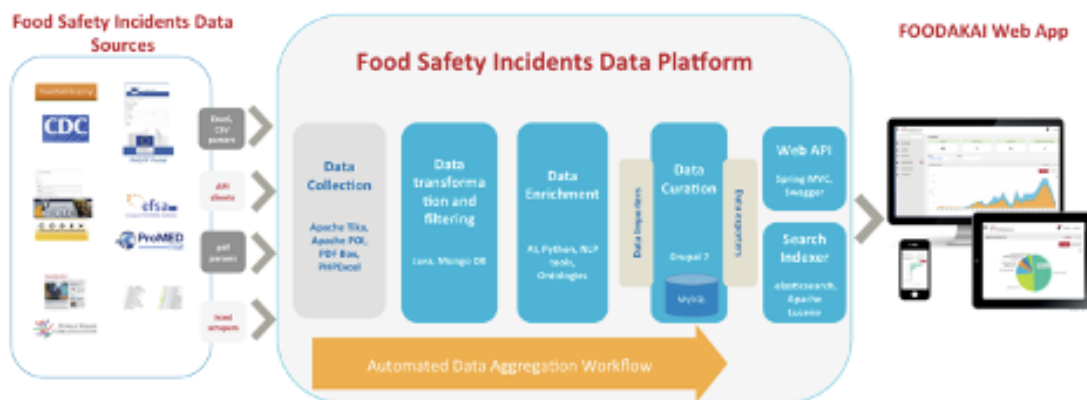 Food Safety Incidents Data
Sources
CDC
efsa
CODEX
ProMED
Excel,
CSV
parsers
API
clients
pdf
parsers
html
scrapers
Food Safety Incidents Data Platform
Data
Collection
Apache Tika,
Apache POI,
PDF Box,
PHPExcel
Data
transforma
tion and
filtering
Java, Mongo DB
Data
Enrichment
AI, Python, NLP
tools,
Ontologies
Data Importers
Data
Curation
Drupal 7
MySQL
Data exporters
Web API
Spring MVC,
Swagger
Search
Indexer
elasticsearch,
Apache
Lucene
Automated Data Aggregation Workflow
FOODAKAI Web App